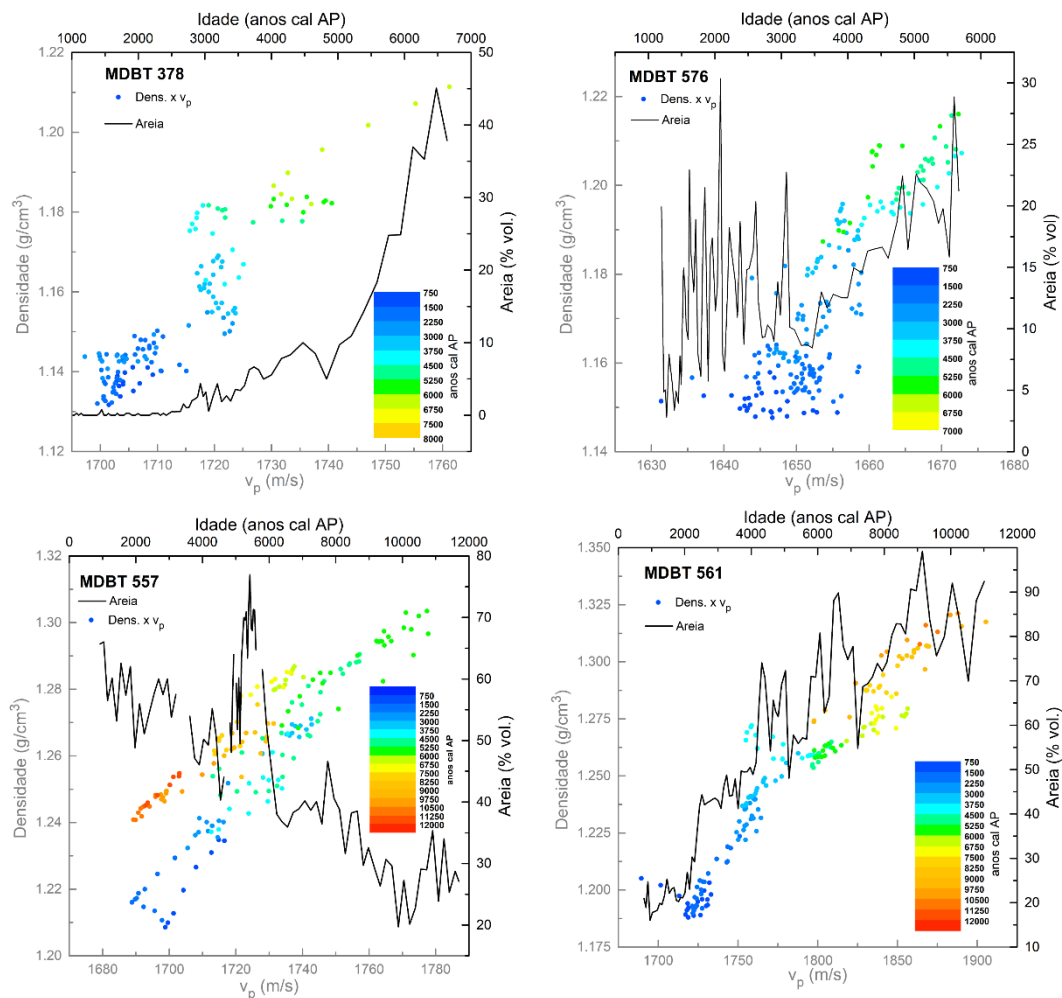 Idade (anos cal AP)
1000 2000 3000 4000 5000 6000 7000
MDBT 378
Dens. x vp
Areia
Densidade (g/cm³)
1.22
1.20
1.18
1.16
1.14
1.12
Areia (% vol.)
50
40
30
20
10
0
750
1500
2250
3000
3750
4500
5250
6000
6750
7500
8000
anos cal AP
1700 1710 1720 1730 1740 1750 1760
vp (m/s)
Idade (anos cal AP)
1000 2000 3000 4000 5000
MDBT 576
Dens. x vp
Areia
Densidade (g/cm³)
1.22
1.20
1.18
1.16
1.14
Areia (% vol)
30
25
20
15
10
5
0
750
1500
2250
3000
3750
4500
5250
6000
6750
7000
anos cal AP
1630 1640 1650 1660 1670 1680
vp (m/s)
Idade (anos cal AP)
0 2000 4000 6000 8000 10000 12000
MDBT 557
Areia
Dens. x vp
Densidade (g/cm³)
1.32
1.30
1.28
1.26
1.24
1.22
1.20
Areia (% vol.)
80
70
60
50
40
30
20
750
1500
2250
3000
3750
4500
5250
6000
6750
7500
8250
9000
9750
10500
11250
12000
anos cal AP
1680 1700 1720 1740 1760 1780
vp (m/s)
Idade (anos cal AP)
0 2000 4000 6000 8000 10000 12000
MDBT 561
Dens. x vp
Areia
Densidade (g/cm³)
1.350
1.325
1.300
1.275
1.250
1.225
1.200
1.175
Areia (% vol.)
90
80
70
60
50
40
30
20
10
750
1500
2250
3000
3750
4500
5250
6000
6750
7500
8250
9000
9750
10500
11250
12000
anos cal AP
1700 1750 1800 1850 1900
vp (m/s)